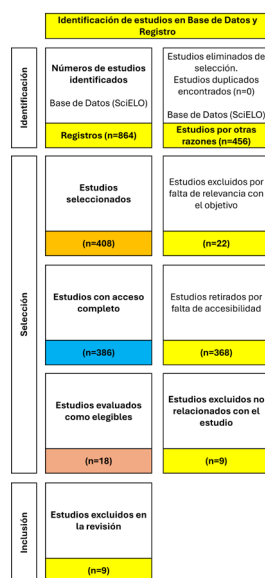 Identificación de estudios en Base de Datos y
Registro
Identificación
Números de estudios
identificados
Base de Datos (SciELO)
Registros (n=864)
Estudios eliminados de
selección.
Estudios duplicados
encontrados (n=0)
Base de Datos (SciELO)
Estudios por otras
razones (n=456)
Selección
Estudios
seleccionados
(n=408)
Estudios excluidos por
falta de relevancia con
el objetivo
(n=22)
Estudios con acceso
completo
(n=386)
Estudios retirados por
falta de accesibilidad
(n=368)
Estudios evaluados
como elegibles
(n=18)
Estudios excluidos no
relacionados con el
estudio
(n=9)
Inclusión
Estudios excluidos en
la revisión
(n=9)